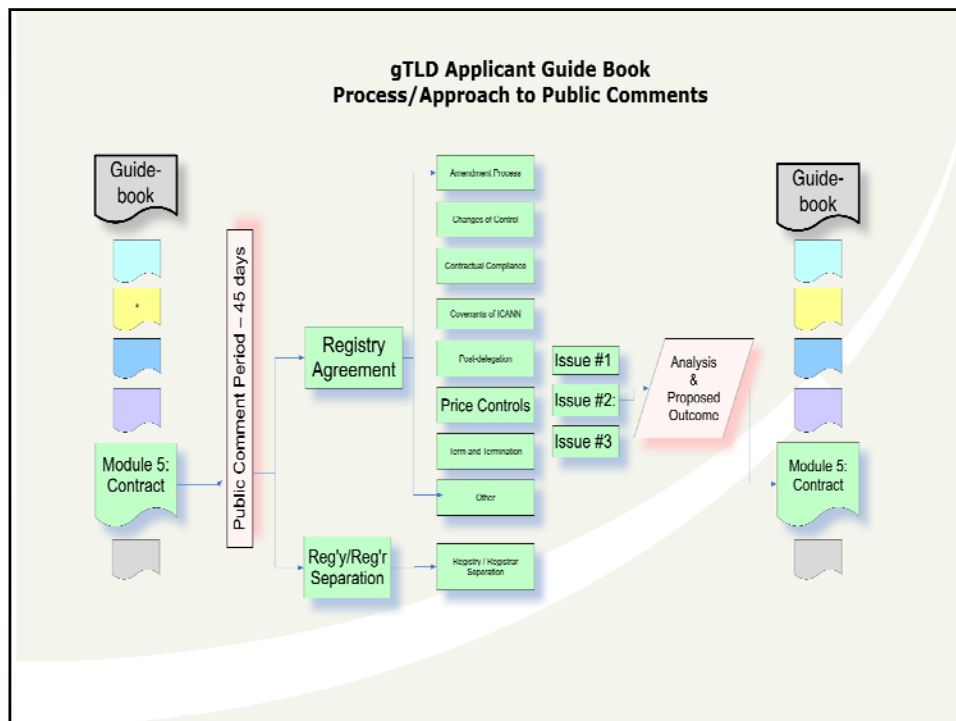 gTLD Applicant Guide Book
Process/Approach to Public Comments
Guide-
book
Module 5:
Contract
Public Comment Period – 45 days
Registry
Agreement
Reg'y/Reg'r
Separation
Amendment Process
Changes of Control
Contractual Compliance
Covenants of ICANN
Post-delegation
Price Controls
Term and Termination
Other
Registry / Registrar
Seperation
Issue #1
Issue #2:
Issue #3
Analysis
&
Proposed
Outcome
Guide-
book
Module 5:
Contract